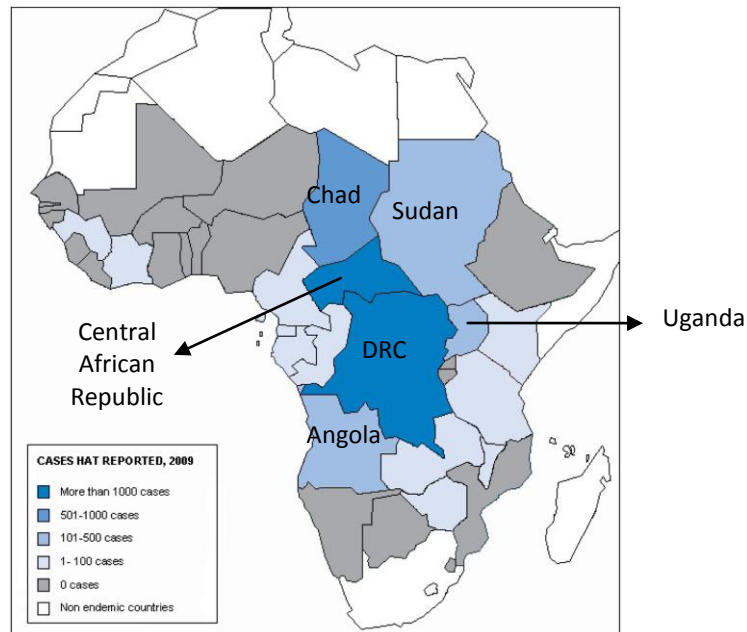 Chad
Sudan
Central
African
Republic
DRC
Uganda
Angola
CASES HAT REPORTED, 2009
More than 1000 cases
501-1000 cases
101-500 cases
1- 100 cases
0 cases
Non endemic countries